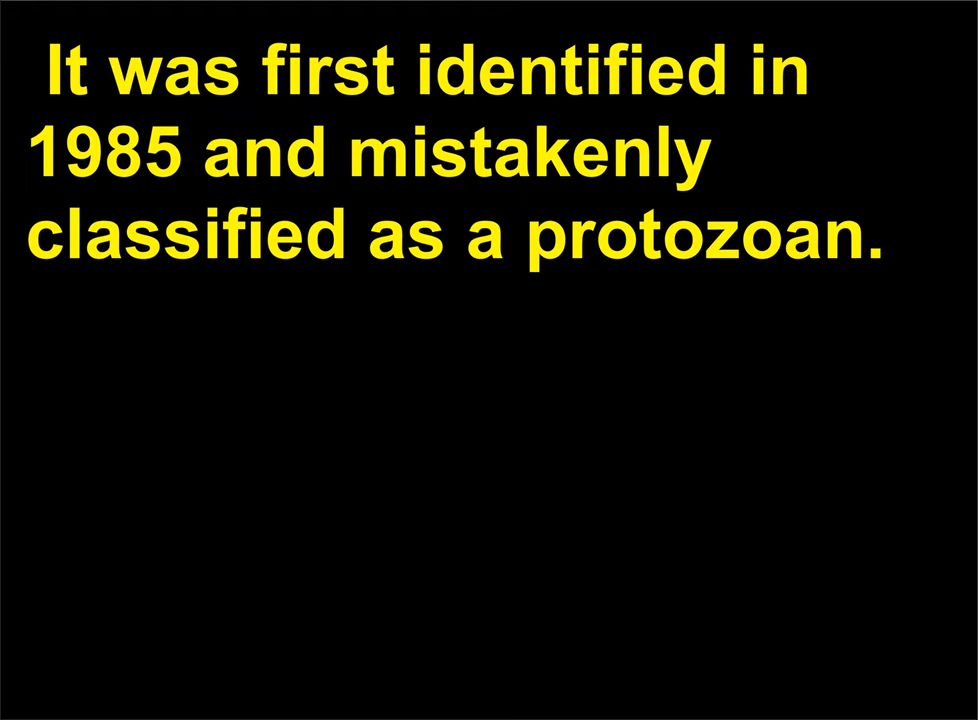 It was first identified in
1985 and mistakenly
classified as a protozoan.